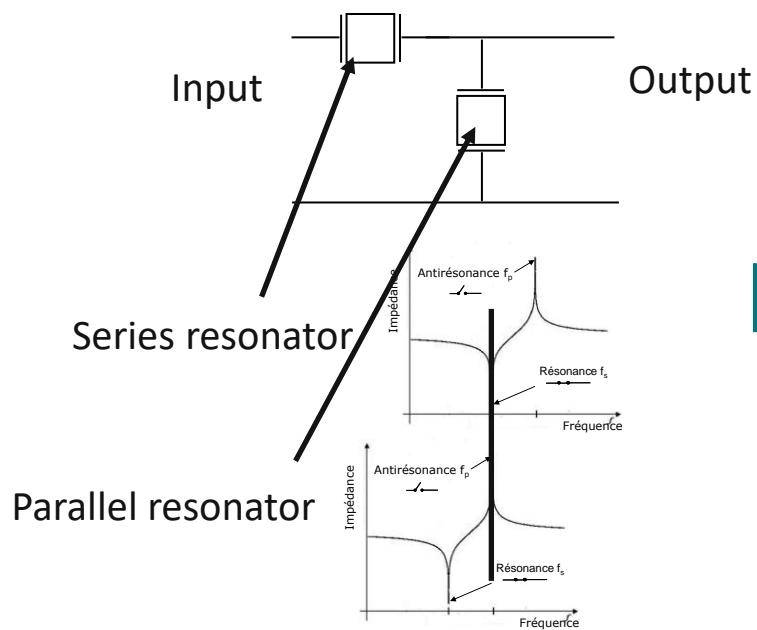 Input
Output
Series resonator
Parallel resonator
Impédance
Antirésonance fp
Résonance fs
Fréquence
Impédance
Antirésonance fp
Résonance fs
Fréquence